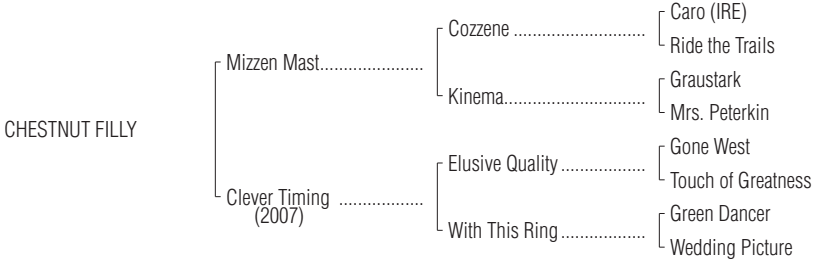 Caro (IRE)
Cozzene ............................
Ride the Trails
Mizzen Mast......................
Graustark
Kinema..............................
Mrs. Peterkin
CHESTNUT FILLY
Gone West
Elusive Quality ..................
Touch of Greatness
Clever Timing ..................
(2007)
Green Dancer
With This Ring..................
Wedding Picture